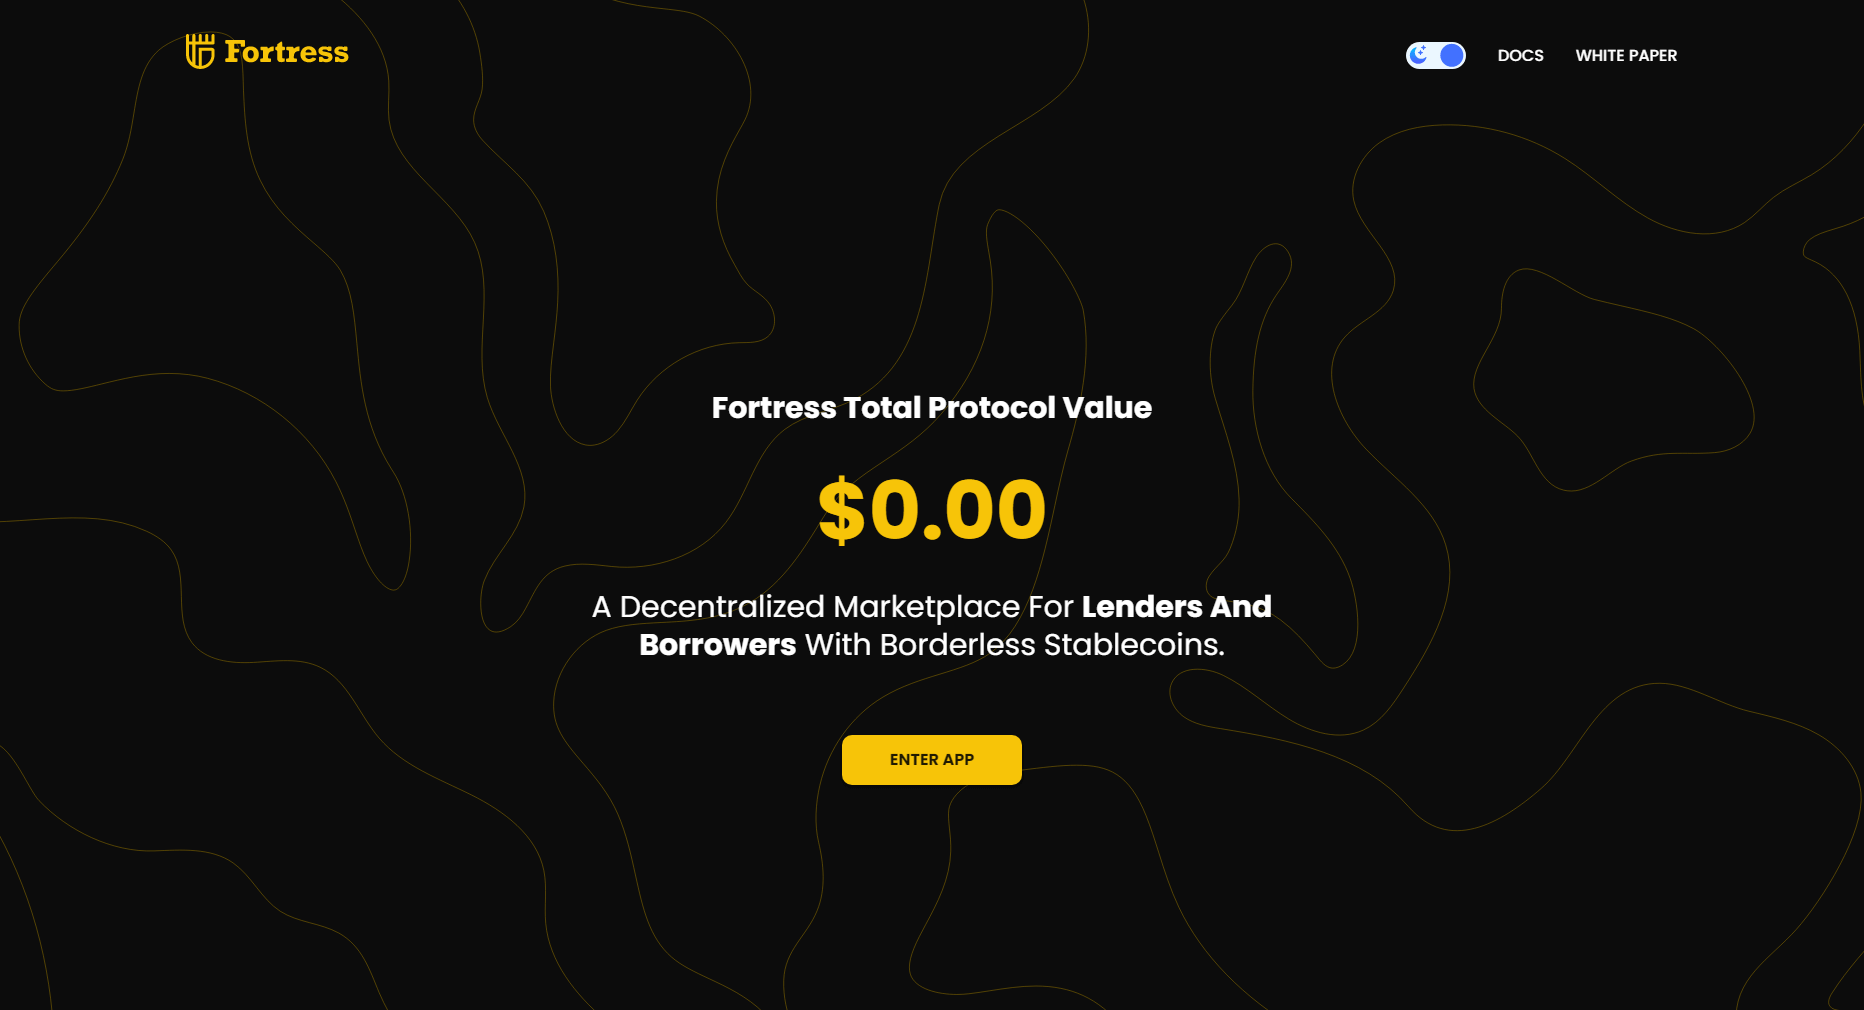 Fortress
DOCS
WHITE PAPER
Fortress Total Protocol Value
$0.00
A Decentralized Marketplace For Lenders And
Borrowers With Borderless Stablecoins.
ENTER APP